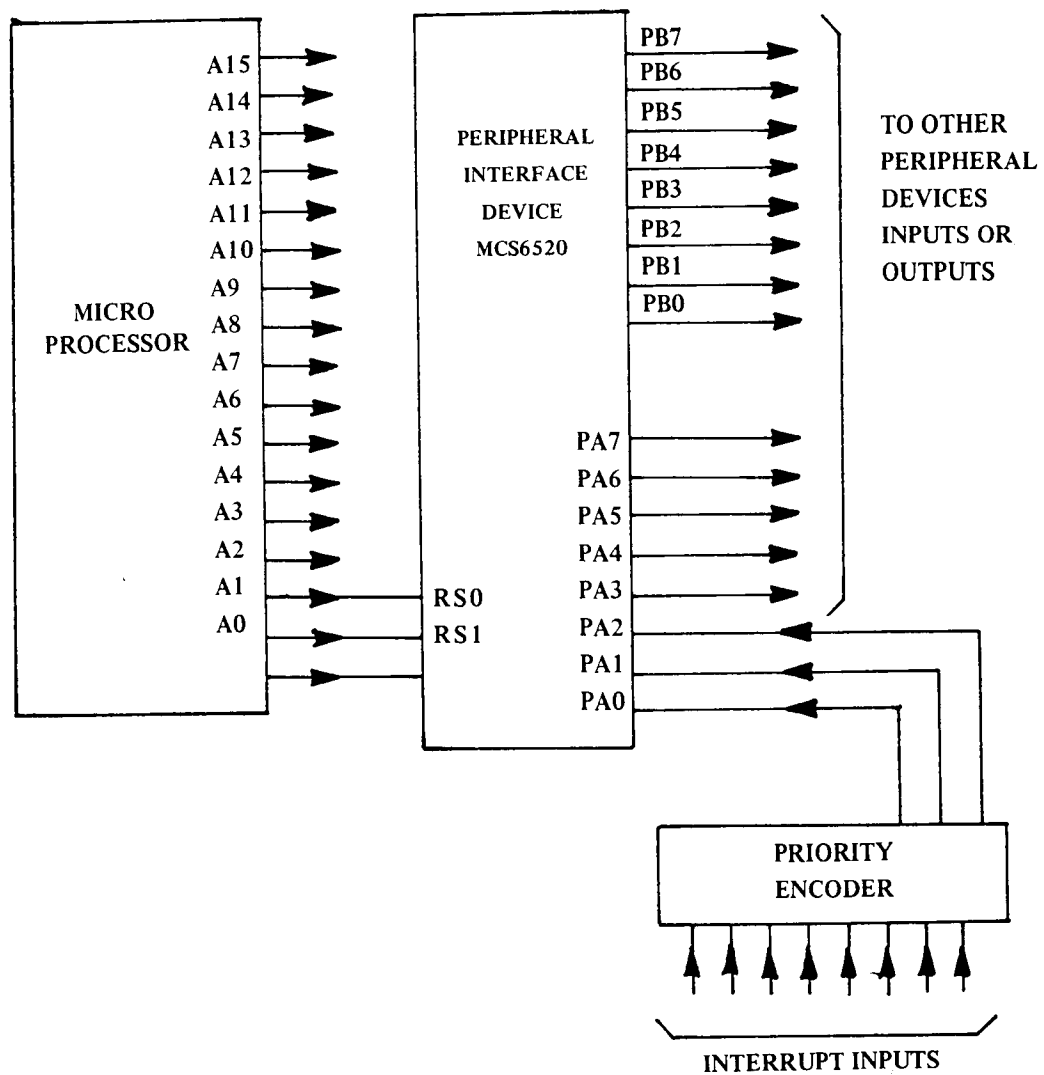 A15
A14
A13
A12
A11
A10
A9
A8
A7
A6
A5
A4
A3
A2
A1
A0
MICRO
PROCESSOR
PERIPHERAL
INTERFACE
DEVICE
MCS6520
RS0
RS1
PB7
PB6
PB5
PB4
PB3
PB2
PB1
PB0
PA7
PA6
PA5
PA4
PA3
PA2
PA1
PA0
TO OTHER
PERIPHERAL
DEVICES
INPUTS OR
OUTPUTS
PRIORITY
ENCODER
INTERRUPT INPUTS